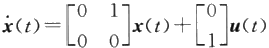 ẋ(t)=[0 1; 0 0]x(t)+[0; 1]u(t)